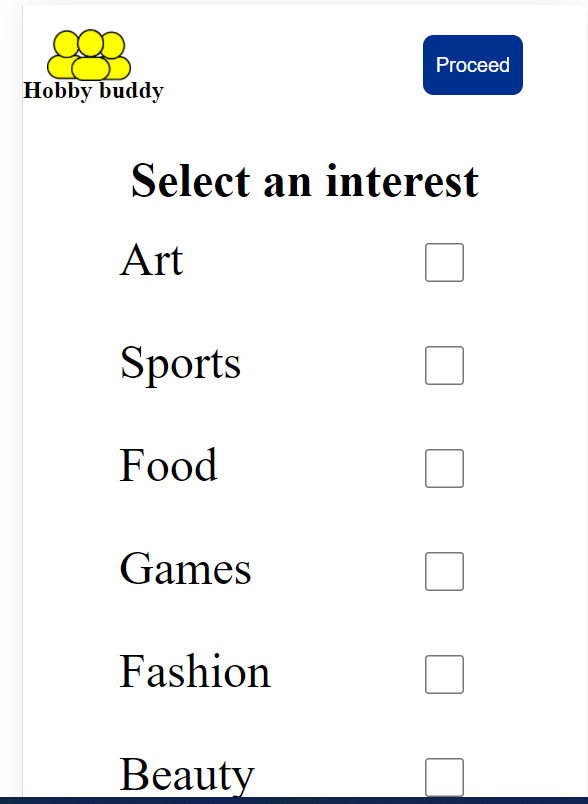 Proceed
Hobby buddy
Select an interest
Art
Sports
Food
Games
Fashion
Beauty